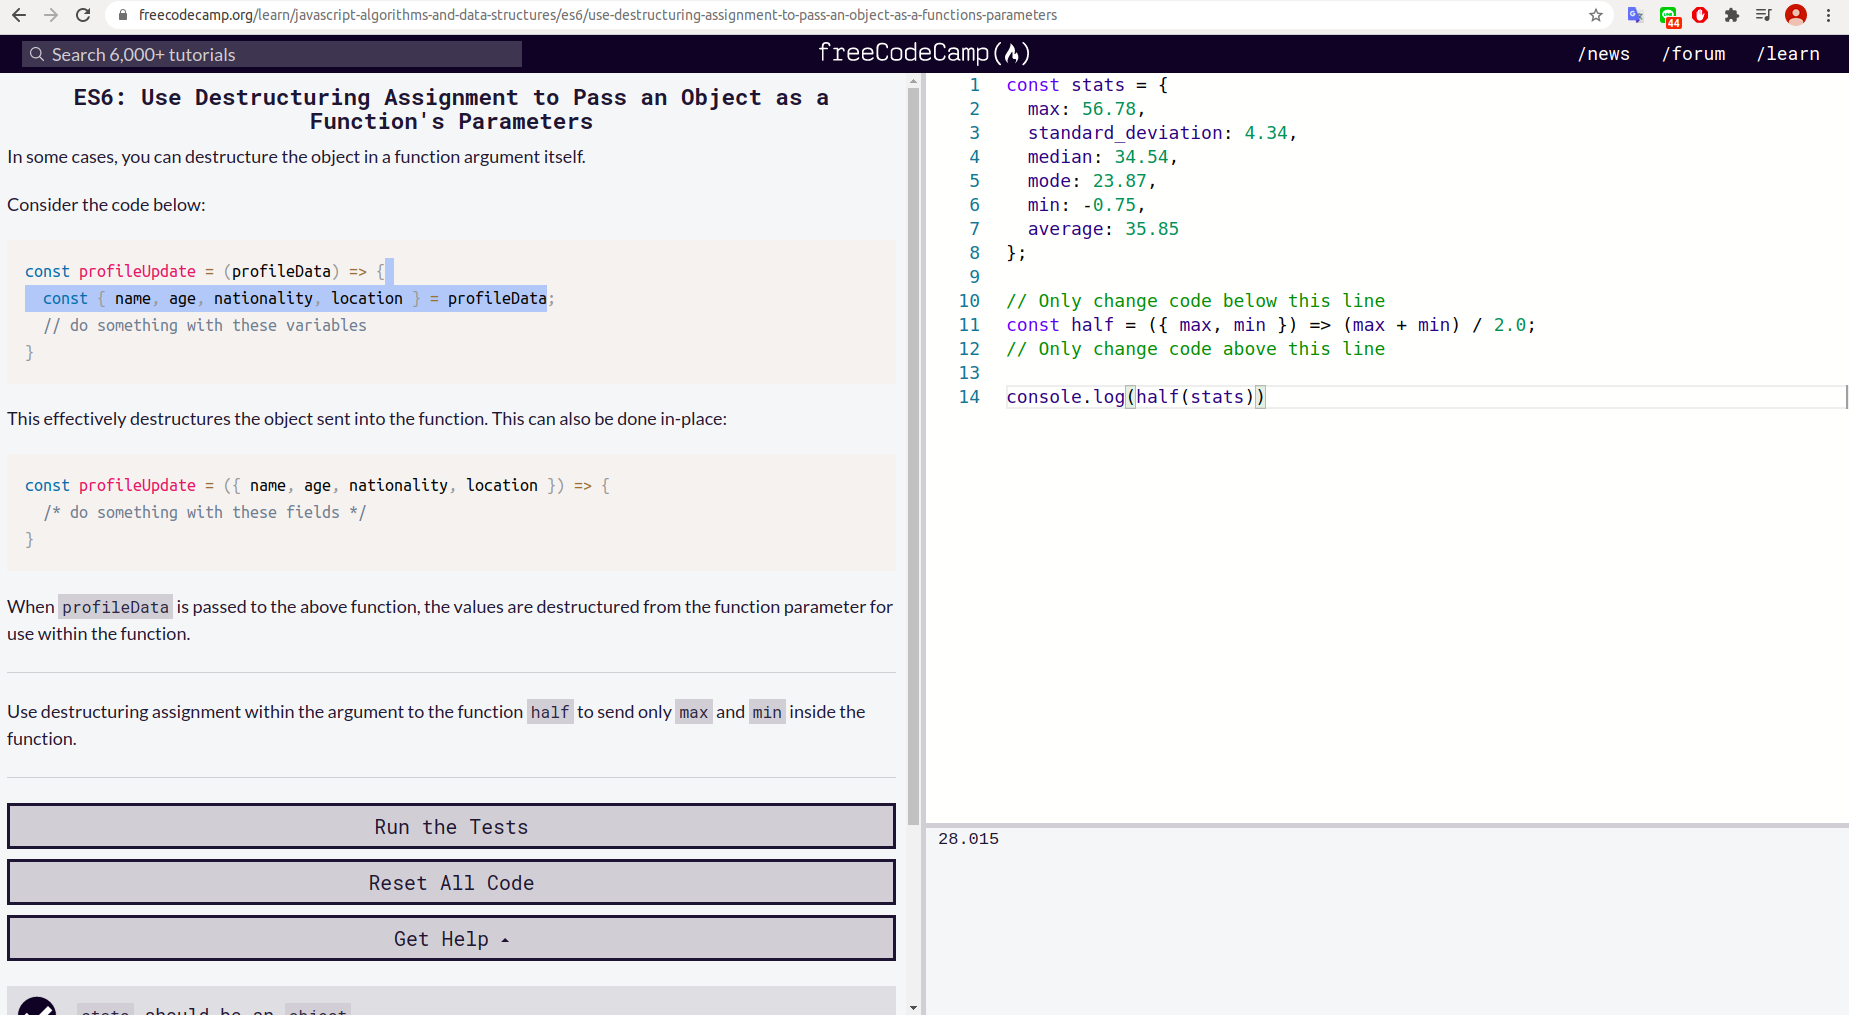 freecodecamp.org/learn/javascript-algorithms-and-data-structures/es6/use-destructuring-assignment-to-pass-an-object-as-a-functions-parameters
44
Search 6,000+ tutorials
freeCodeCamp
/news /forum /learn
ES6: Use Destructuring Assignment to Pass an Object as a
Function's Parameters
In some cases, you can destructure the object in a function argument itself.
Consider the code below:
const profileUpdate = (profileData) => {
const { name, age, nationality, location } = profileData;
// do something with these variables
}
This effectively destructures the object sent into the function. This can also be done in-place:
const profileUpdate = ({ name, age, nationality, location }) => {
/* do something with these fields */
}
When profileData is passed to the above function, the values are destructured from the function parameter for
use within the function.
Use destructuring assignment within the argument to the function half to send only max and min inside the
function.
Run the Tests
Reset All Code
Get Help
stats should be an object
1 const stats = {
2 max: 56.78,
3 standard_deviation: 4.34,
4 median: 34.54,
5 mode: 23.87,
6 min: -0.75,
7 average: 35.85
8 };
9
10 // Only change code below this line
11 const half = ({ max, min }) => (max + min) / 2.0;
12 // Only change code above this line
13
14 console.log(half(stats))
28.015